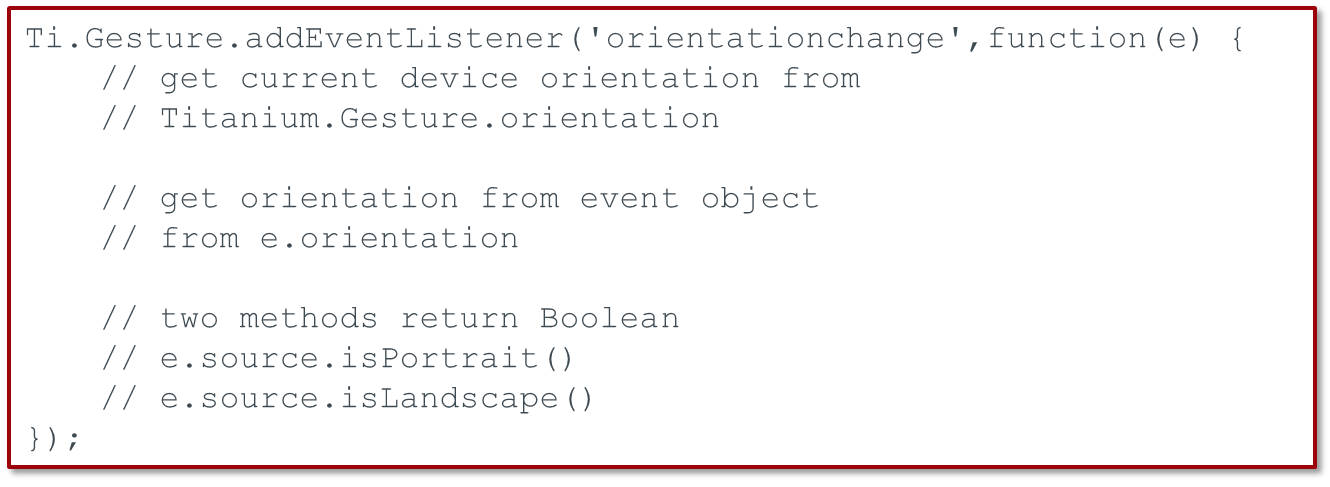 Ti.Gesture.addEventListener('orientationchange',function(e) {
    // get current device orientation from
    // Titanium.Gesture.orientation

    // get orientation from event object
    // from e.orientation

    // two methods return Boolean
    // e.source.isPortrait()
    // e.source.isLandscape()
});